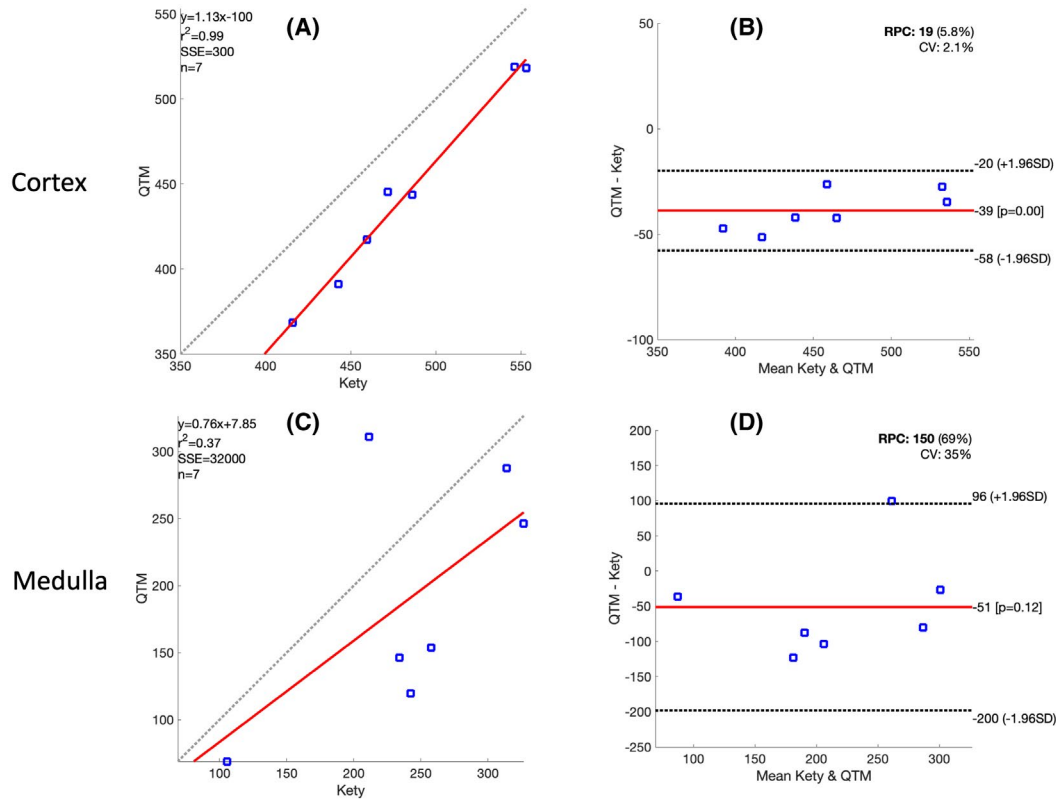 (A)
y=1.13x-100
r²=0.99
SSE=300
n=7
550
500
450
400
350
QTM
350 400 450 500 550
Kety
Cortex
(B)
RPC: 19 (5.8%)
CV: 2.1%
50
0
-50
-100
QTM - Kety
-20 (+1.96SD)
-39 [p=0.00]
-58 (-1.96SD)
350 400 450 500 550
Mean Kety & QTM
(C)
y=0.76x+7.85
r²=0.37
SSE=32000
n=7
300
250
200
150
100
QTM
100 150 200 250 300
Kety
Medulla
(D)
RPC: 150 (69%)
CV: 35%
200
150
100
50
0
-50
-100
-150
-200
-250
QTM - Kety
96 (+1.96SD)
-51 [p=0.12]
-200 (-1.96SD)
100 200 300
Mean Kety & QTM